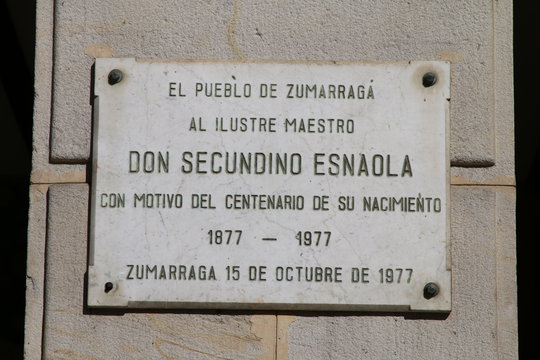 EL PUEBLO DE ZUMARRAGA
AL ILUSTRE MAESTRO
DON SECUNDINO ESNAOLA
CON MOTIVO DEL CENTENARIO DE SU NACIMIENTO
1877 — 1977
ZUMARRAGA 15 DE OCTUBRE DE 1977